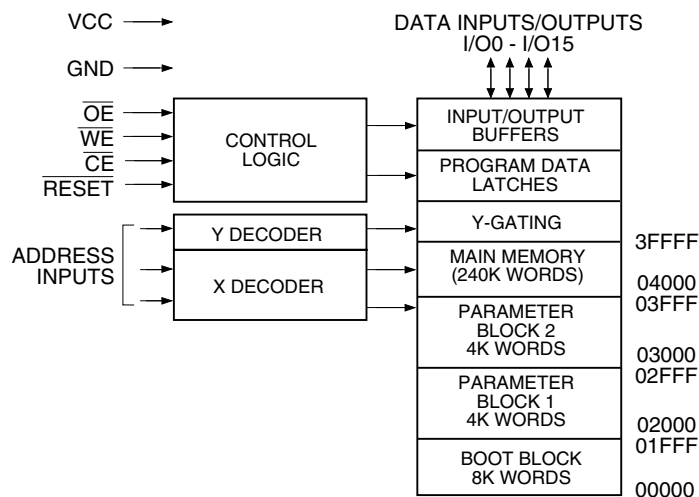 VCC
GND
OE
WE
CE
RESET
ADDRESS
INPUTS
CONTROL
LOGIC
Y DECODER
X DECODER
DATA INPUTS/OUTPUTS
I/O0 - I/O15
INPUT/OUTPUT
BUFFERS
PROGRAM DATA
LATCHES
Y-GATING
MAIN MEMORY
(240K WORDS)
PARAMETER
BLOCK 2
4K WORDS
PARAMETER
BLOCK 1
4K WORDS
BOOT BLOCK
8K WORDS
3FFFF
04000
03FFF
03000
02FFF
02000
01FFF
00000